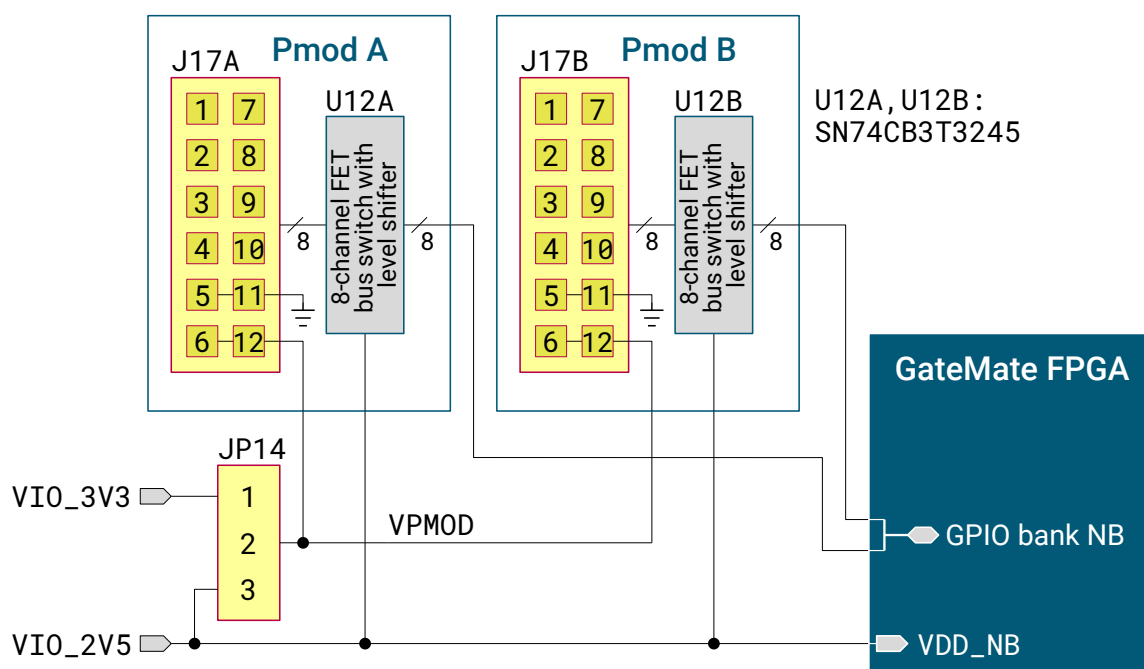 Pmod A
J17A
1 7
2 8
3 9
4 10
5 11
6 12
U12A
8-channel FET
bus switch with
level shifter
8
8
Pmod B
J17B
1 7
2 8
3 9
4 10
5 11
6 12
U12B
8-channel FET
bus switch with
level shifter
8
8
U12A,U12B:
SN74CB3T3245
GateMate FPGA
GPIO bank NB
VDD_NB
JP14
1
2
3
VIO_3V3
VPMOD
VIO_2V5